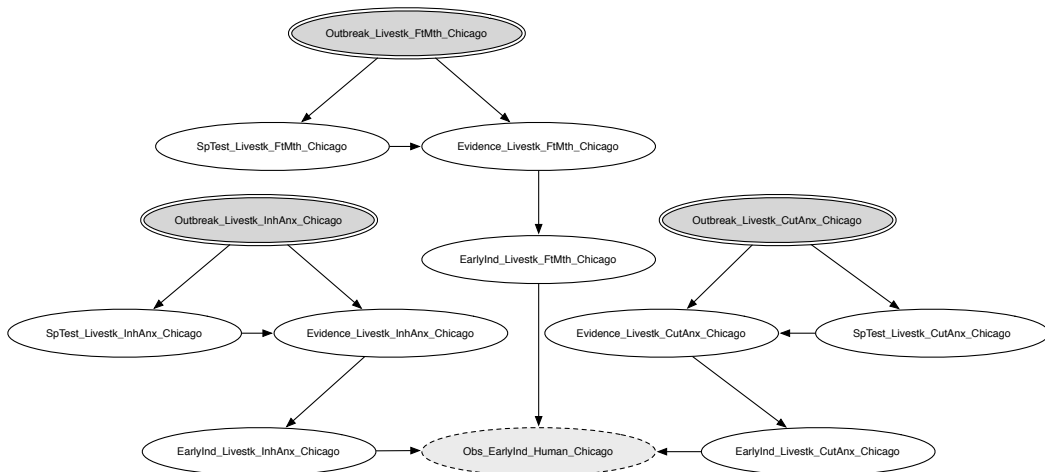 Outbreak_Livestk_FtMth_Chicago
SpTest_Livestk_FtMth_Chicago
Evidence_Livestk_FtMth_Chicago
Outbreak_Livestk_InhAnx_Chicago
Outbreak_Livestk_CutAnx_Chicago
EarlyInd_Livestk_FtMth_Chicago
SpTest_Livestk_InhAnx_Chicago
Evidence_Livestk_InhAnx_Chicago
Evidence_Livestk_CutAnx_Chicago
SpTest_Livestk_CutAnx_Chicago
EarlyInd_Livestk_InhAnx_Chicago
Obs_EarlyInd_Human_Chicago
EarlyInd_Livestk_CutAnx_Chicago